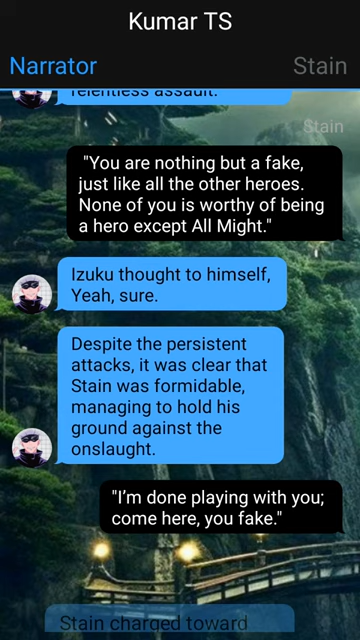 Kumar TS
Narrator
Stain
relentless assault.
Stain
"You are nothing but a fake,
just like all the other heroes.
None of you is worthy of being
a hero except All Might."
Izuku thought to himself,
Yeah, sure.
Despite the persistent
attacks, it was clear that
Stain was formidable,
managing to hold his
ground against the
onslaught.
"I'm done playing with you;
come here, you fake."
Stain charged toward